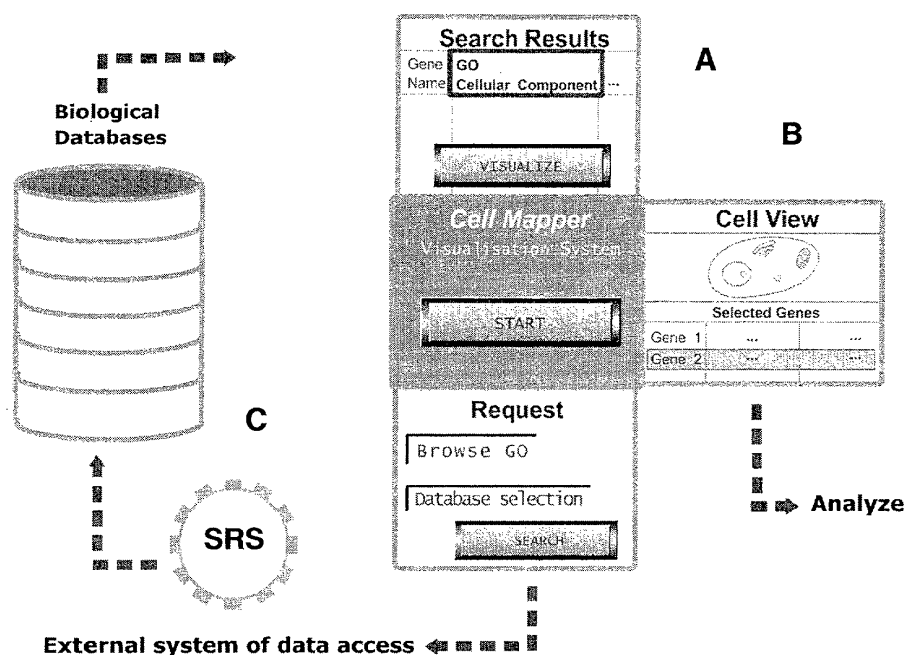 Search Results
Gene Name
GO
Cellular Component ...
VISUALIZE
A
B
Biological
Databases
Cell Mapper
Visualisation System
START
Cell View
Selected Genes
Gene 1 ... ...
Gene 2 ... ...
Request
Browse GO
Database selection
SEARCH
C
SRS
Analyze
External system of data access